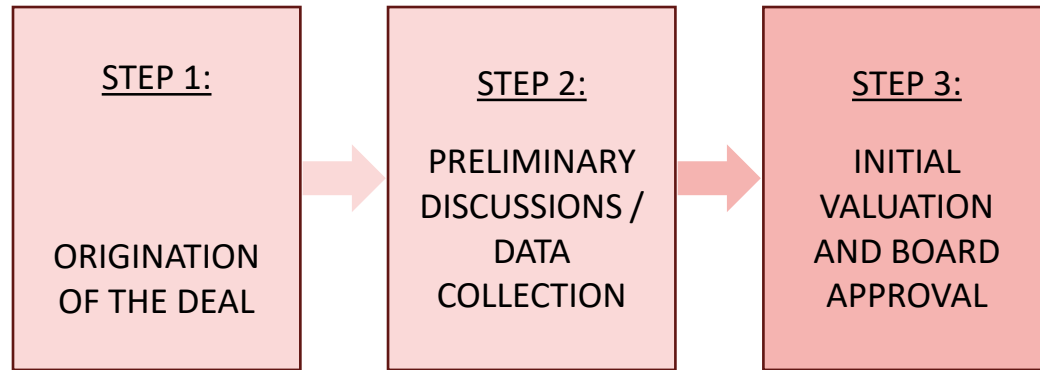 STEP 1:
ORIGINATION
OF THE DEAL
STEP 2:
PRELIMINARY
DISCUSSIONS /
DATA
COLLECTION
STEP 3:
INITIAL
VALUATION
AND BOARD
APPROVAL